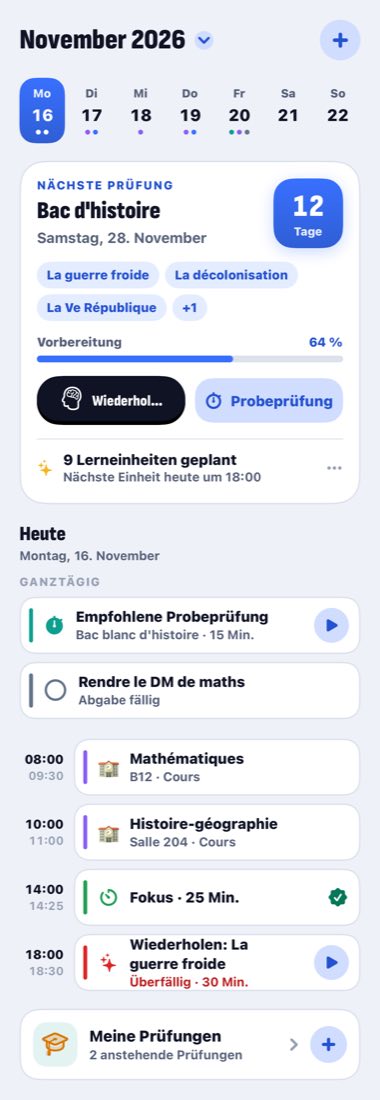 November 2026
Mo Di Mi Do Fr Sa So
16 17 18 19 20 21 22
NÄCHSTE PRÜFUNG
Bac d'histoire
Samstag, 28. November
12
Tage
La guerre froide La décolonisation
La Ve République +1
Vorbereitung 64 %
Wiederhol... Probeprüfung
9 Lerneinheiten geplant
Nächste Einheit heute um 18:00
Heute
Montag, 16. November
GANZTÄGIG
Empfohlene Probeprüfung
Bac blanc d'histoire · 15 Min.
Rendre le DM de maths
Abgabe fällig
08:00 Mathématiques
09:30 B12 · Cours
10:00 Histoire-géographie
11:00 Salle 204 · Cours
14:00
14:25
Fokus · 25 Min.
18:00
18:30
Wiederholen: La
guerre froide
Überfällig · 30 Min.
Meine Prüfungen
2 anstehende Prüfungen